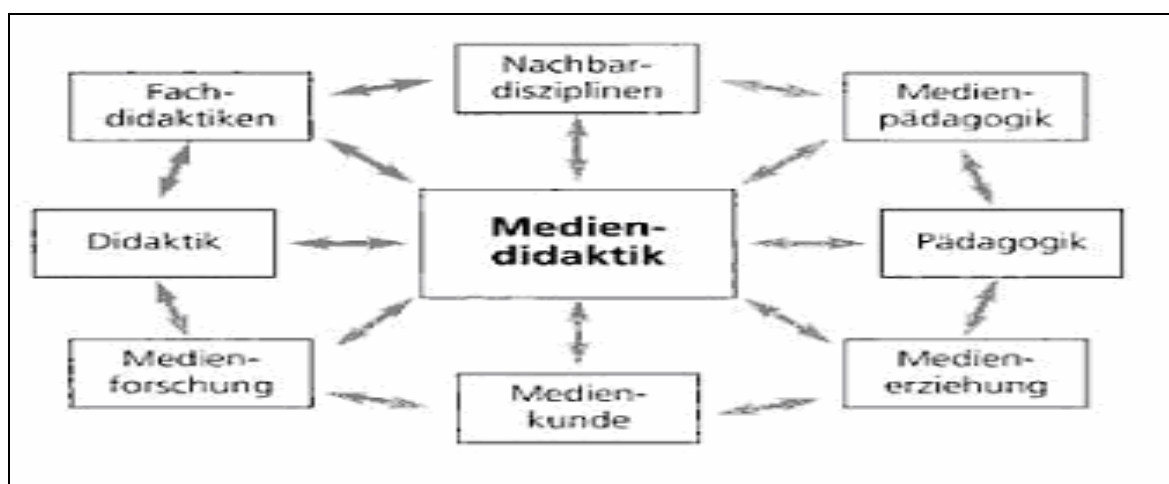 Nachbar-
disziplinen
Fach-
didaktiken
Medien-
pädagogik
Didaktik
Medien-
didaktik
Pädagogik
Medien-
forschung
Medien-
kunde
Medien-
erziehung